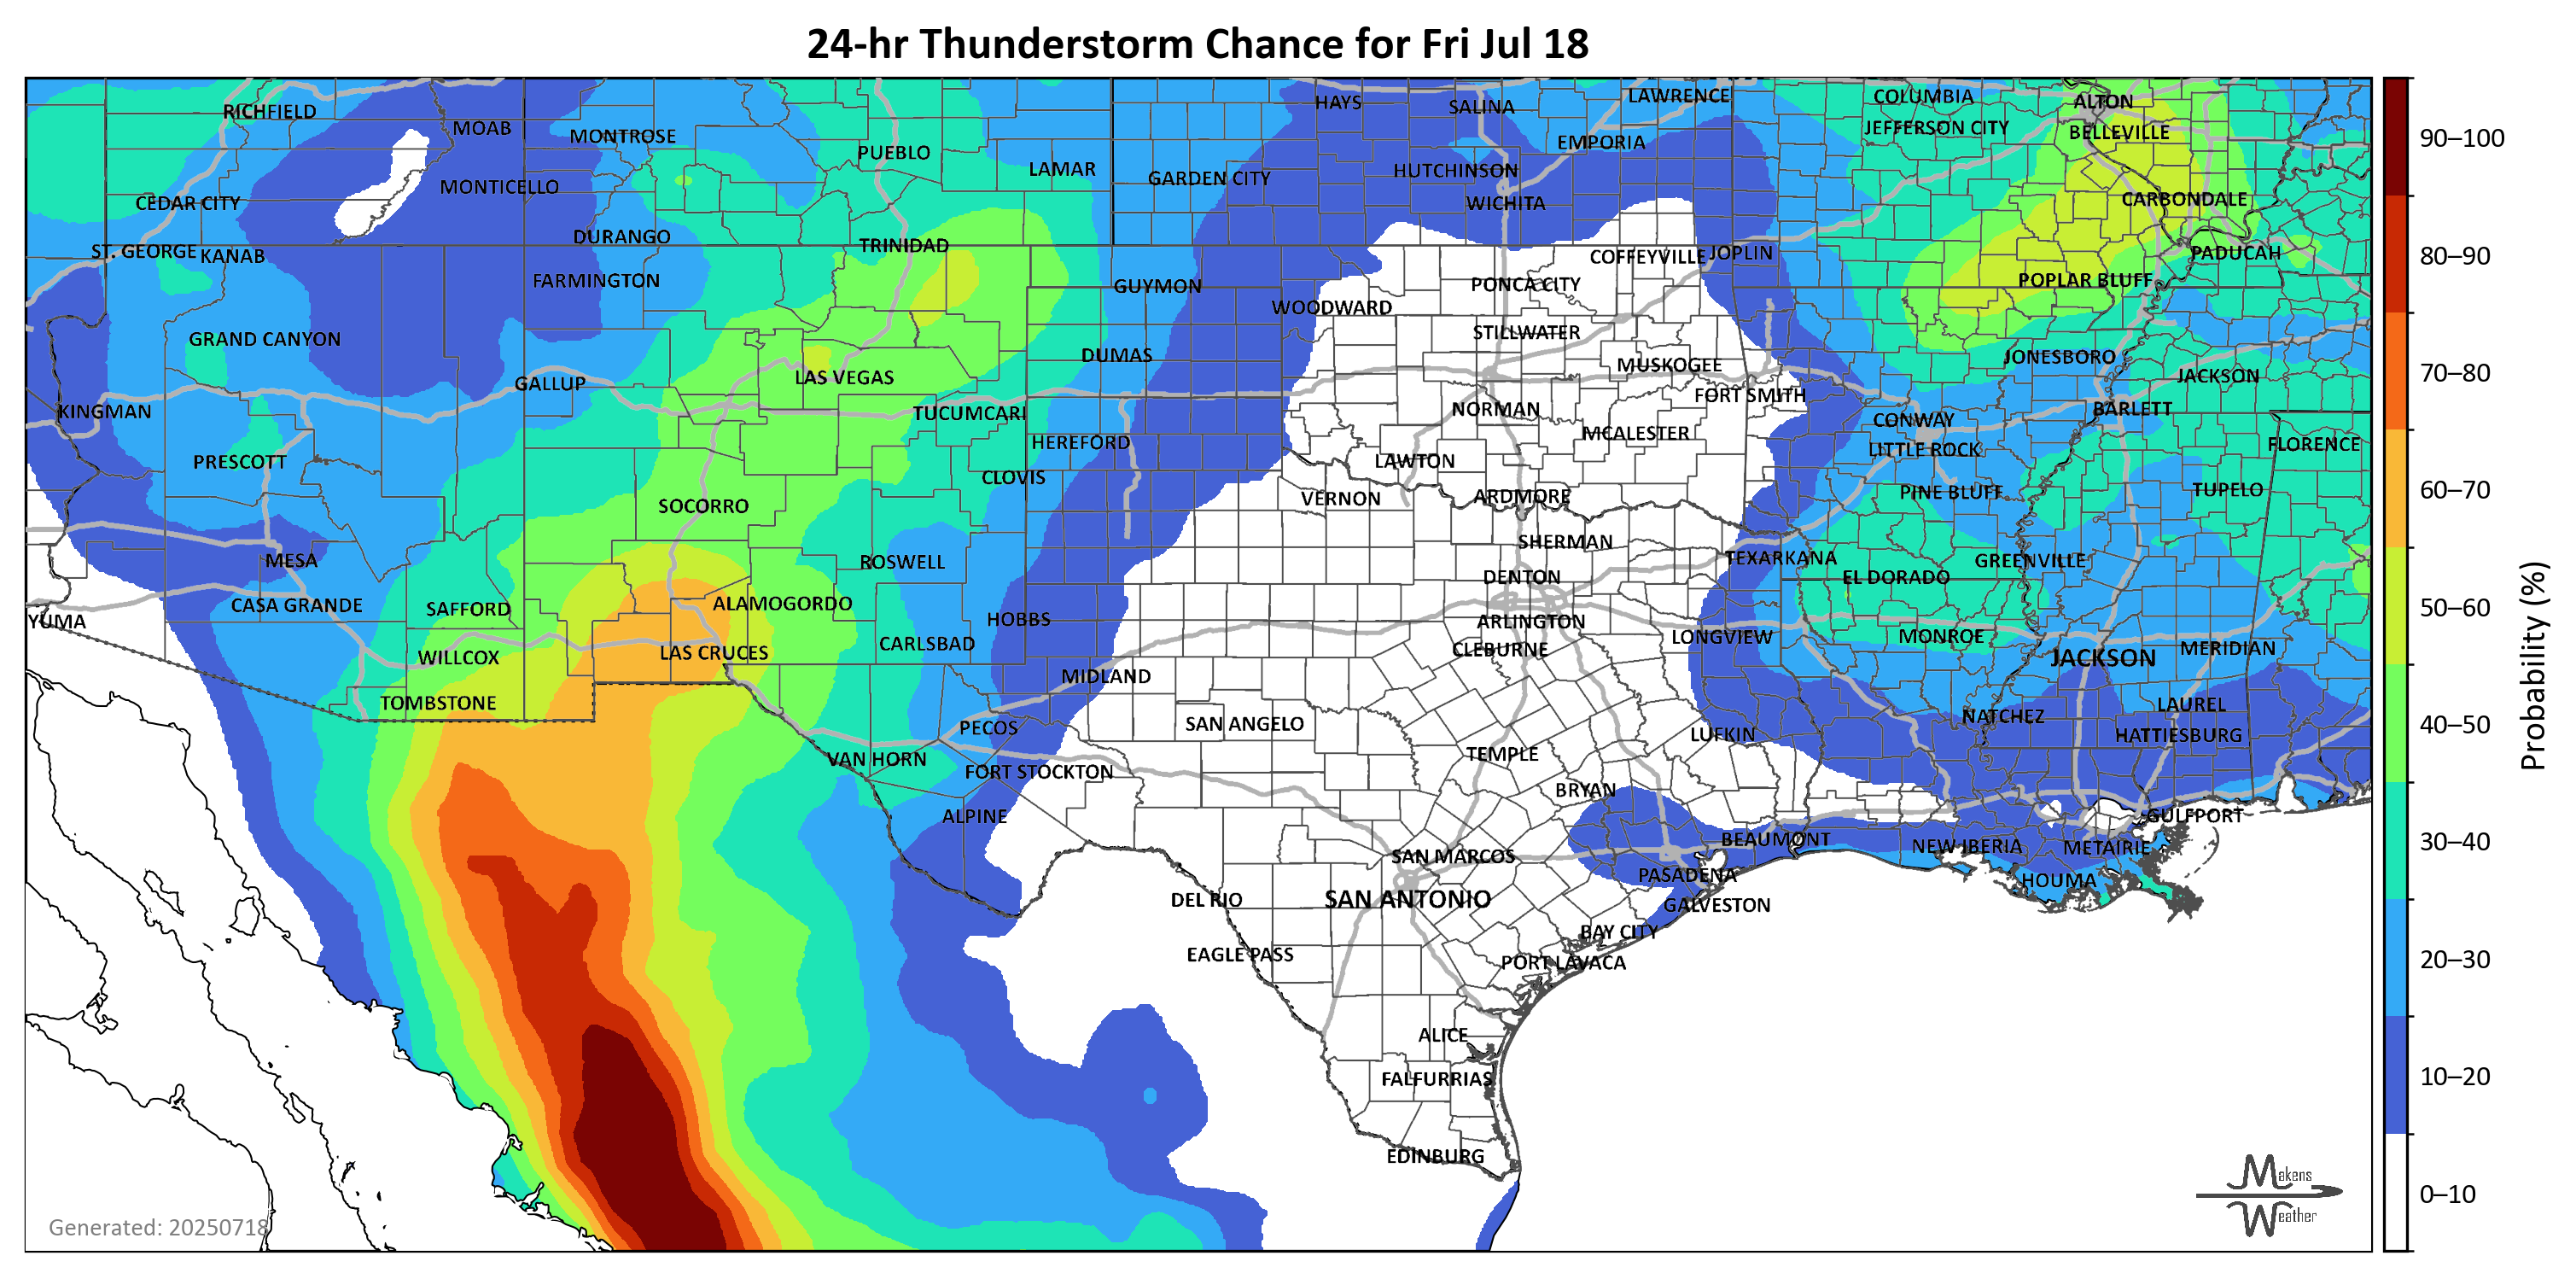 24-hr Thunderstorm Chance for Fri Jul 18
RICHFIELD
MOAB
MONTROSE
PUEBLO
LAMAR
GARDEN CITY
HAYS
SALINA
LAWRENCE
EMPORIA
HUTCHINSON
WICHITA
COLUMBIA
JEFFERSON CITY
ALTON
BELLEVILLE
CARBONDALE
MONTICELLO
CEDAR CITY
ST. GEORGE
KANAB
DURANGO
TRINIDAD
FARMINGTON
GUYMON
WOODWARD
PONCA CITY
COFFEYVILLE
JOPLIN
POPLAR BLUFF
PADUCAH
GRAND CANYON
GALLUP
LAS VEGAS
DUMAS
STILLWATER
MUSKOGEE
FORT SMITH
JONESBORO
JACKSON
KINGMAN
TUCUMCARI
NORMAN
CONWAY
BARLETT
HEREFORD
MCALESTER
LITTLE ROCK
FLORENCE
PRESCOTT
CLOVIS
LAWTON
VERNON
ARDMORE
PINE BLUFF
TUPELO
SOCORRO
MESA
ROSWELL
SHERMAN
DENTON
TEXARKANA
EL DORADO
GREENVILLE
CASA GRANDE
SAFFORD
ALAMOGORDO
HOBBS
ARLINGTON
YUMA
WILLCOX
LAS CRUCES
CARLSBAD
CLEBURNE
LONGVIEW
MONROE
JACKSON
MERIDIAN
TOMBSTONE
MIDLAND
PECOS
SAN ANGELO
LUFKIN
NATCHEZ
LAUREL
HATTIESBURG
VAN HORN
FORT STOCKTON
TEMPLE
BRYAN
ALPINE
SAN MARCOS
BEAUMONT
NEW IBERIA
METAIRIE
GULFPORT
DEL RIO
SAN ANTONIO
PASADENA
GALVESTON
HOUMA
EAGLE PASS
BAY CITY
PORT LAVACA
ALICE
FALFURRIAS
EDINBURG
Generated: 20250718
Makens
Weather
90–100
80–90
70–80
60–70
50–60
40–50
30–40
20–30
10–20
0–10
Probability (%)